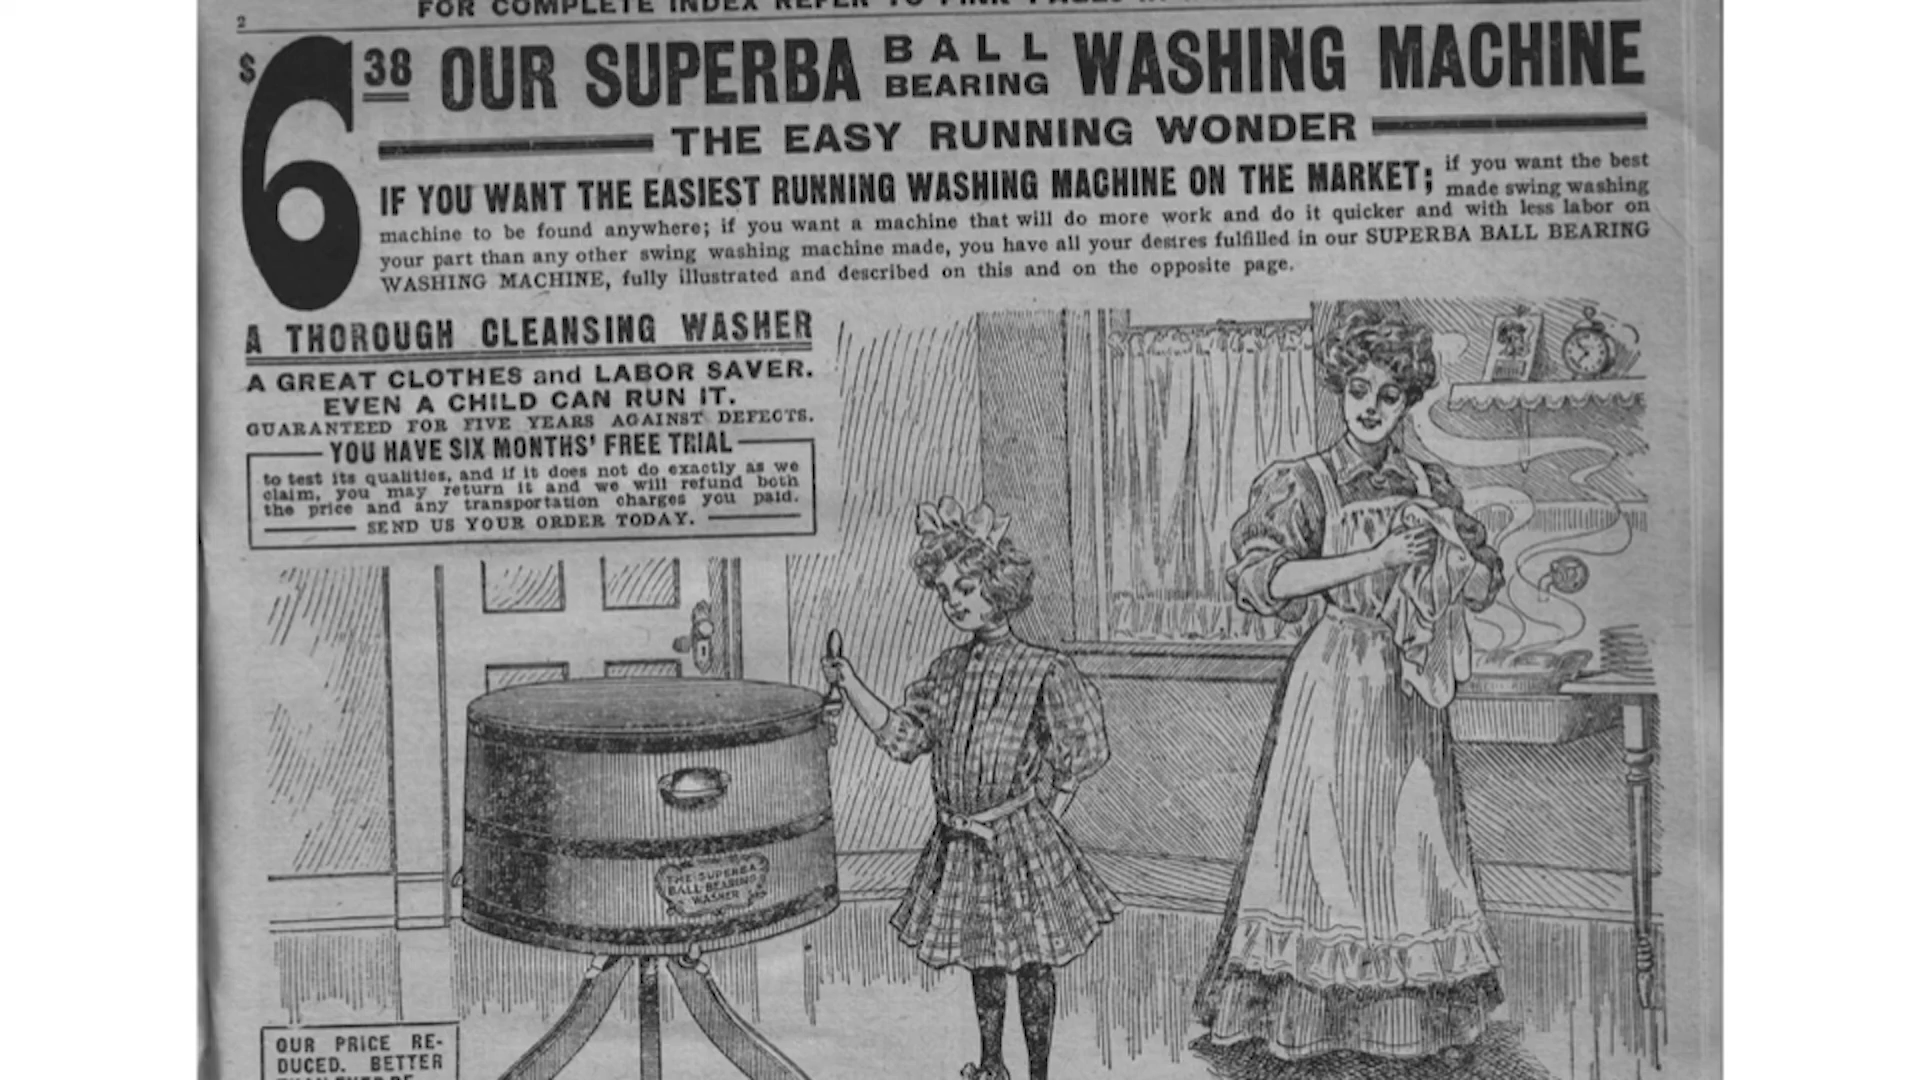 FOR COMPLETE INDEX REFER TO PINK PAGES
2
$6 38 OUR SUPERBA BALL BEARING WASHING MACHINE
THE EASY RUNNING WONDER
IF YOU WANT THE EASIEST RUNNING WASHING MACHINE ON THE MARKET; if you want the best
made swing washing
machine to be found anywhere; if you want a machine that will do more work and do it quicker and with less labor on
your part than any other swing washing machine made, you have all your desires fulfilled in our SUPERBA BALL BEARING
WASHING MACHINE, fully illustrated and described on this and on the opposite page.
A THOROUGH CLEANSING WASHER
A GREAT CLOTHES and LABOR SAVER.
EVEN A CHILD CAN RUN IT.
GUARANTEED FOR FIVE YEARS AGAINST DEFECTS.
YOU HAVE SIX MONTHS' FREE TRIAL
to test its qualities, and if it does not do exactly as we
claim, you may return it and we will refund both
the price and any transportation charges you paid.
SEND US YOUR ORDER TODAY.
THE SUPERBA
BALL-BEARING
WASHER
OUR PRICE RE-
DUCED. BETTER